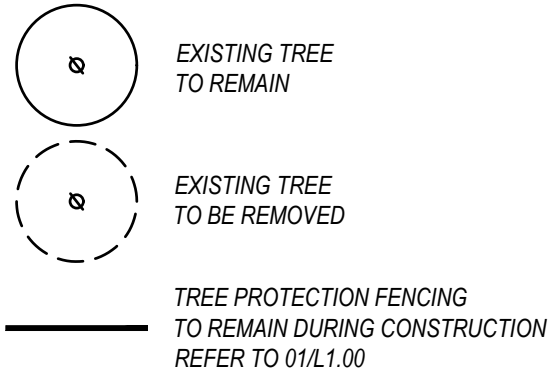 EXISTING TREE
TO REMAIN
EXISTING TREE
TO BE REMOVED
TREE PROTECTION FENCING
TO REMAIN DURING CONSTRUCTION
REFER TO 01/L1.00